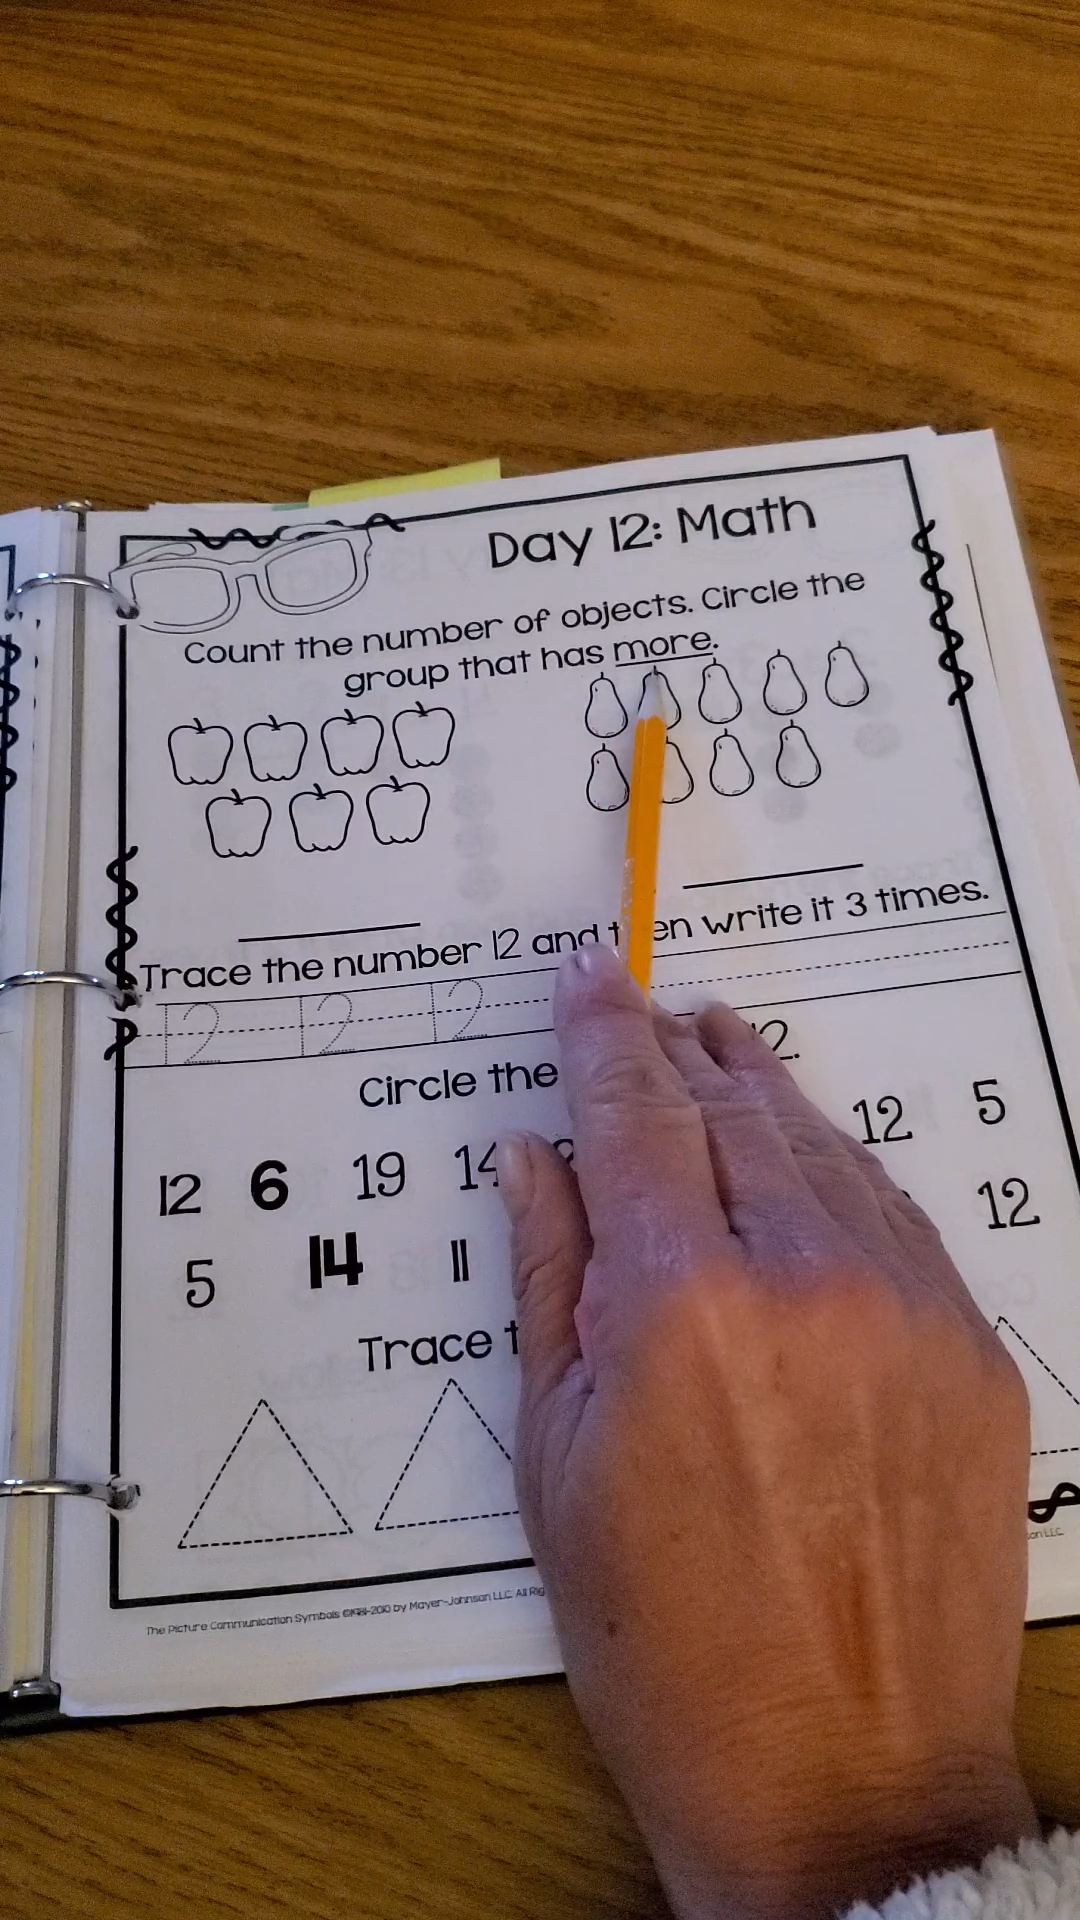 Day 12: Math
Count the number of objects. Circle the
group that has more.
Trace the number 12 and then write it 3 times.
12 12 12
Circle the 12.
12 6 19 14 12 5
5 14 11 12
Trace
The Picture Communication Symbols ©1981-2010 by Mayer-Johnson LLC. All
LLC